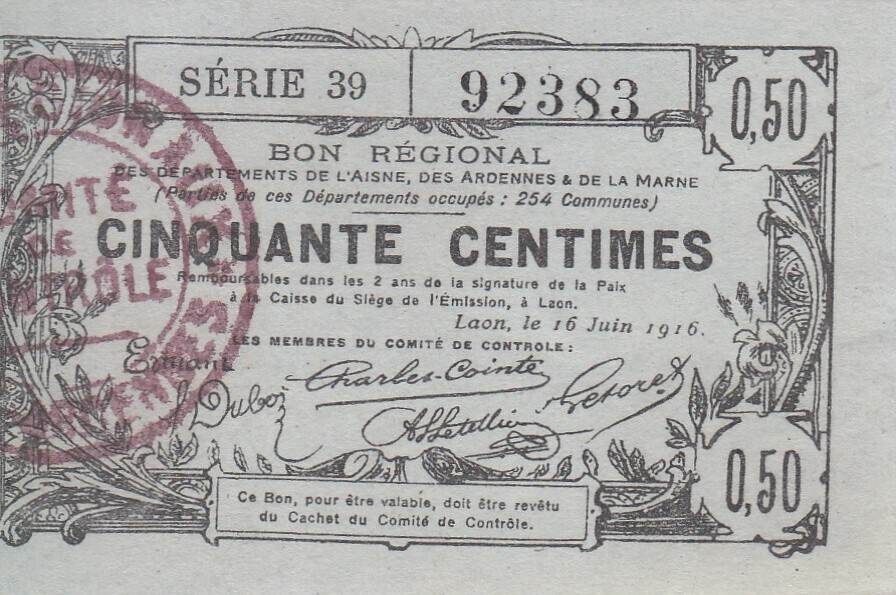 SÉRIE 39
92383
0,50
BON RÉGIONAL
DES DÉPARTEMENTS DE L'AISNE, DES ARDENNES & DE LA MARNE
(Parties de ces Départements occupés : 254 Communes)
CINQUANTE CENTIMES
Remboursables dans les 2 ans de la signature de la Paix
à la Caisse du Siège de l'Émission, à Laon.
Laon, le 16 Juin 1916.
LES MEMBRES DU COMITÉ DE CONTROLE :
Ermant
Charles-Cointe
Dubois
ASLetellier
0,50
Ce Bon, pour être valable, doit être revêtu
du Cachet du Comité de Contrôle.
DE